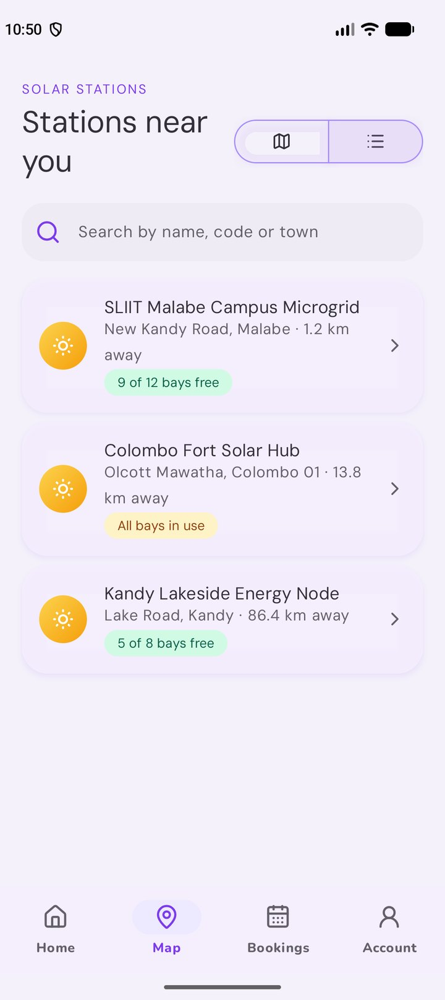 10:50
SOLAR STATIONS
Stations near
you
Search by name, code or town
SLIIT Malabe Campus Microgrid
New Kandy Road, Malabe · 1.2 km
away
9 of 12 bays free
Colombo Fort Solar Hub
Olcott Mawatha, Colombo 01 · 13.8
km away
All bays in use
Kandy Lakeside Energy Node
Lake Road, Kandy · 86.4 km away
5 of 8 bays free
Home
Map
Bookings
Account